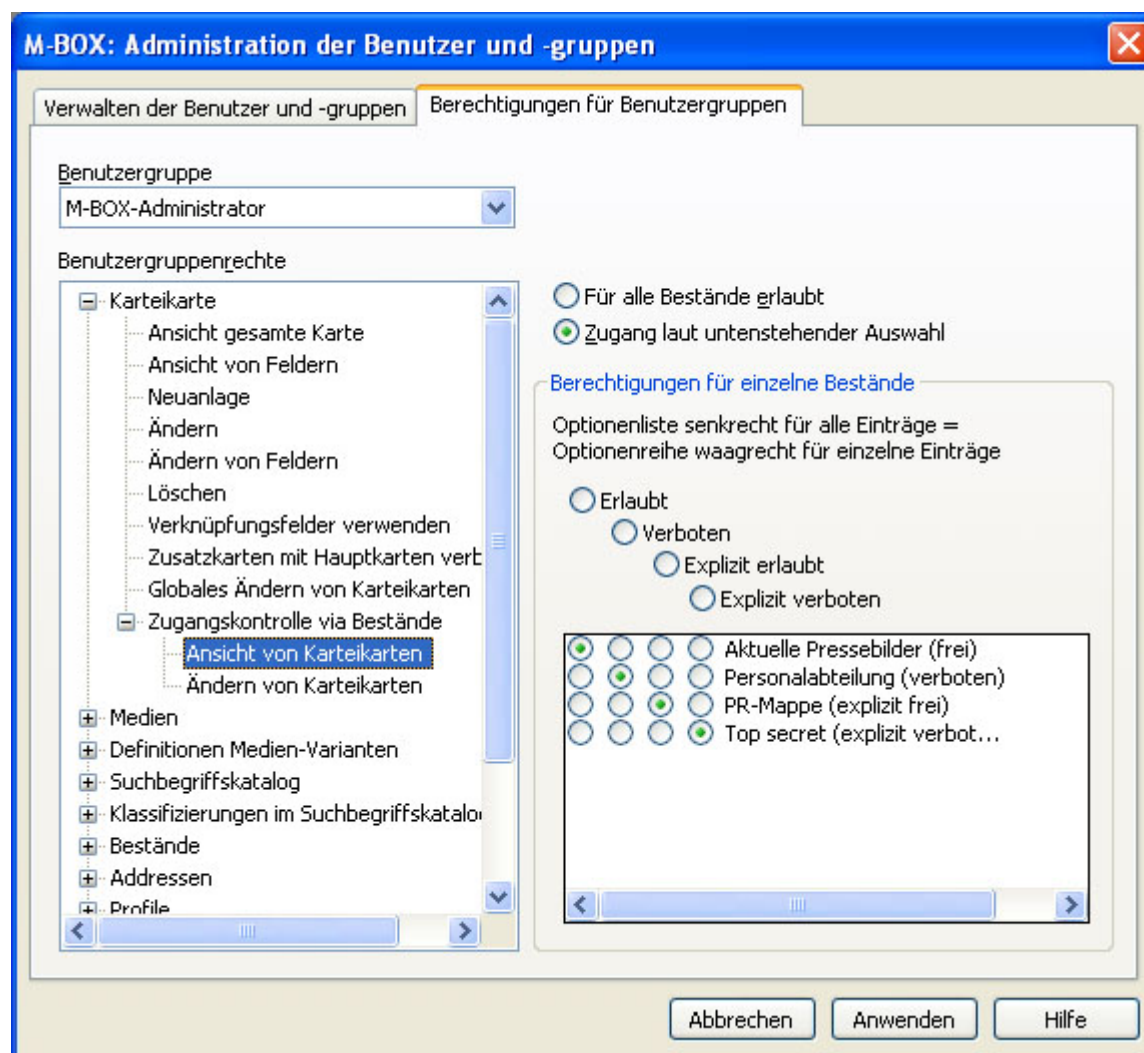 M-BOX: Administration der Benutzer und -gruppen
Verwalten der Benutzer und -gruppen
Berechtigungen für Benutzergruppen
Benutzergruppe
M-BOX-Administrator
Benutzergruppenrechte
Karteikarte
Ansicht gesamte Karte
Ansicht von Feldern
Neuanlage
Ändern
Ändern von Feldern
Löschen
Verknüpfungsfelder verwenden
Zusatzkarten mit Hauptkarten vert
Globales Ändern von Karteikarten
Zugangskontrolle via Bestände
Ansicht von Karteikarten
Ändern von Karteikarten
Medien
Definitionen Medien-Varianten
Suchbegriffskatalog
Klassifizierungen im Suchbegriffskatalo
Bestände
Addressen
Profile
Für alle Bestände erlaubt
Zugang laut untenstehender Auswahl
Berechtigungen für einzelne Bestände
Optionenliste senkrecht für alle Einträge =
Optionenreihe waagrecht für einzelne Einträge
Erlaubt
Verboten
Explizit erlaubt
Explizit verboten
Aktuelle Pressebilder (frei)
Personalabteilung (verboten)
PR-Mappe (explizit frei)
Top secret (explizit verbot...
Abbrechen
Anwenden
Hilfe